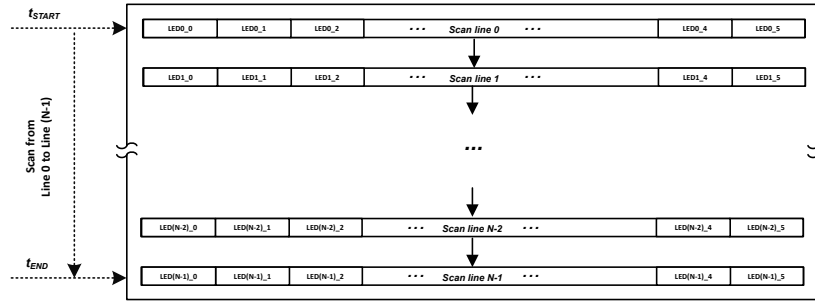 t_START
LED0_0 LED0_1 LED0_2 ··· Scan line 0 ··· LED0_4 LED0_5
LED1_0 LED1_1 LED1_2 ··· Scan line 1 ··· LED1_4 LED1_5
Scan from
Line 0 to Line (N-1)
...
LED(N-2)_0 LED(N-2)_1 LED(N-2)_2 ··· Scan line N-2 ··· LED(N-2)_4 LED(N-2)_5
t_END
LED(N-1)_0 LED(N-1)_1 LED(N-1)_2 ··· Scan line N-1 ··· LED(N-1)_4 LED(N-1)_5